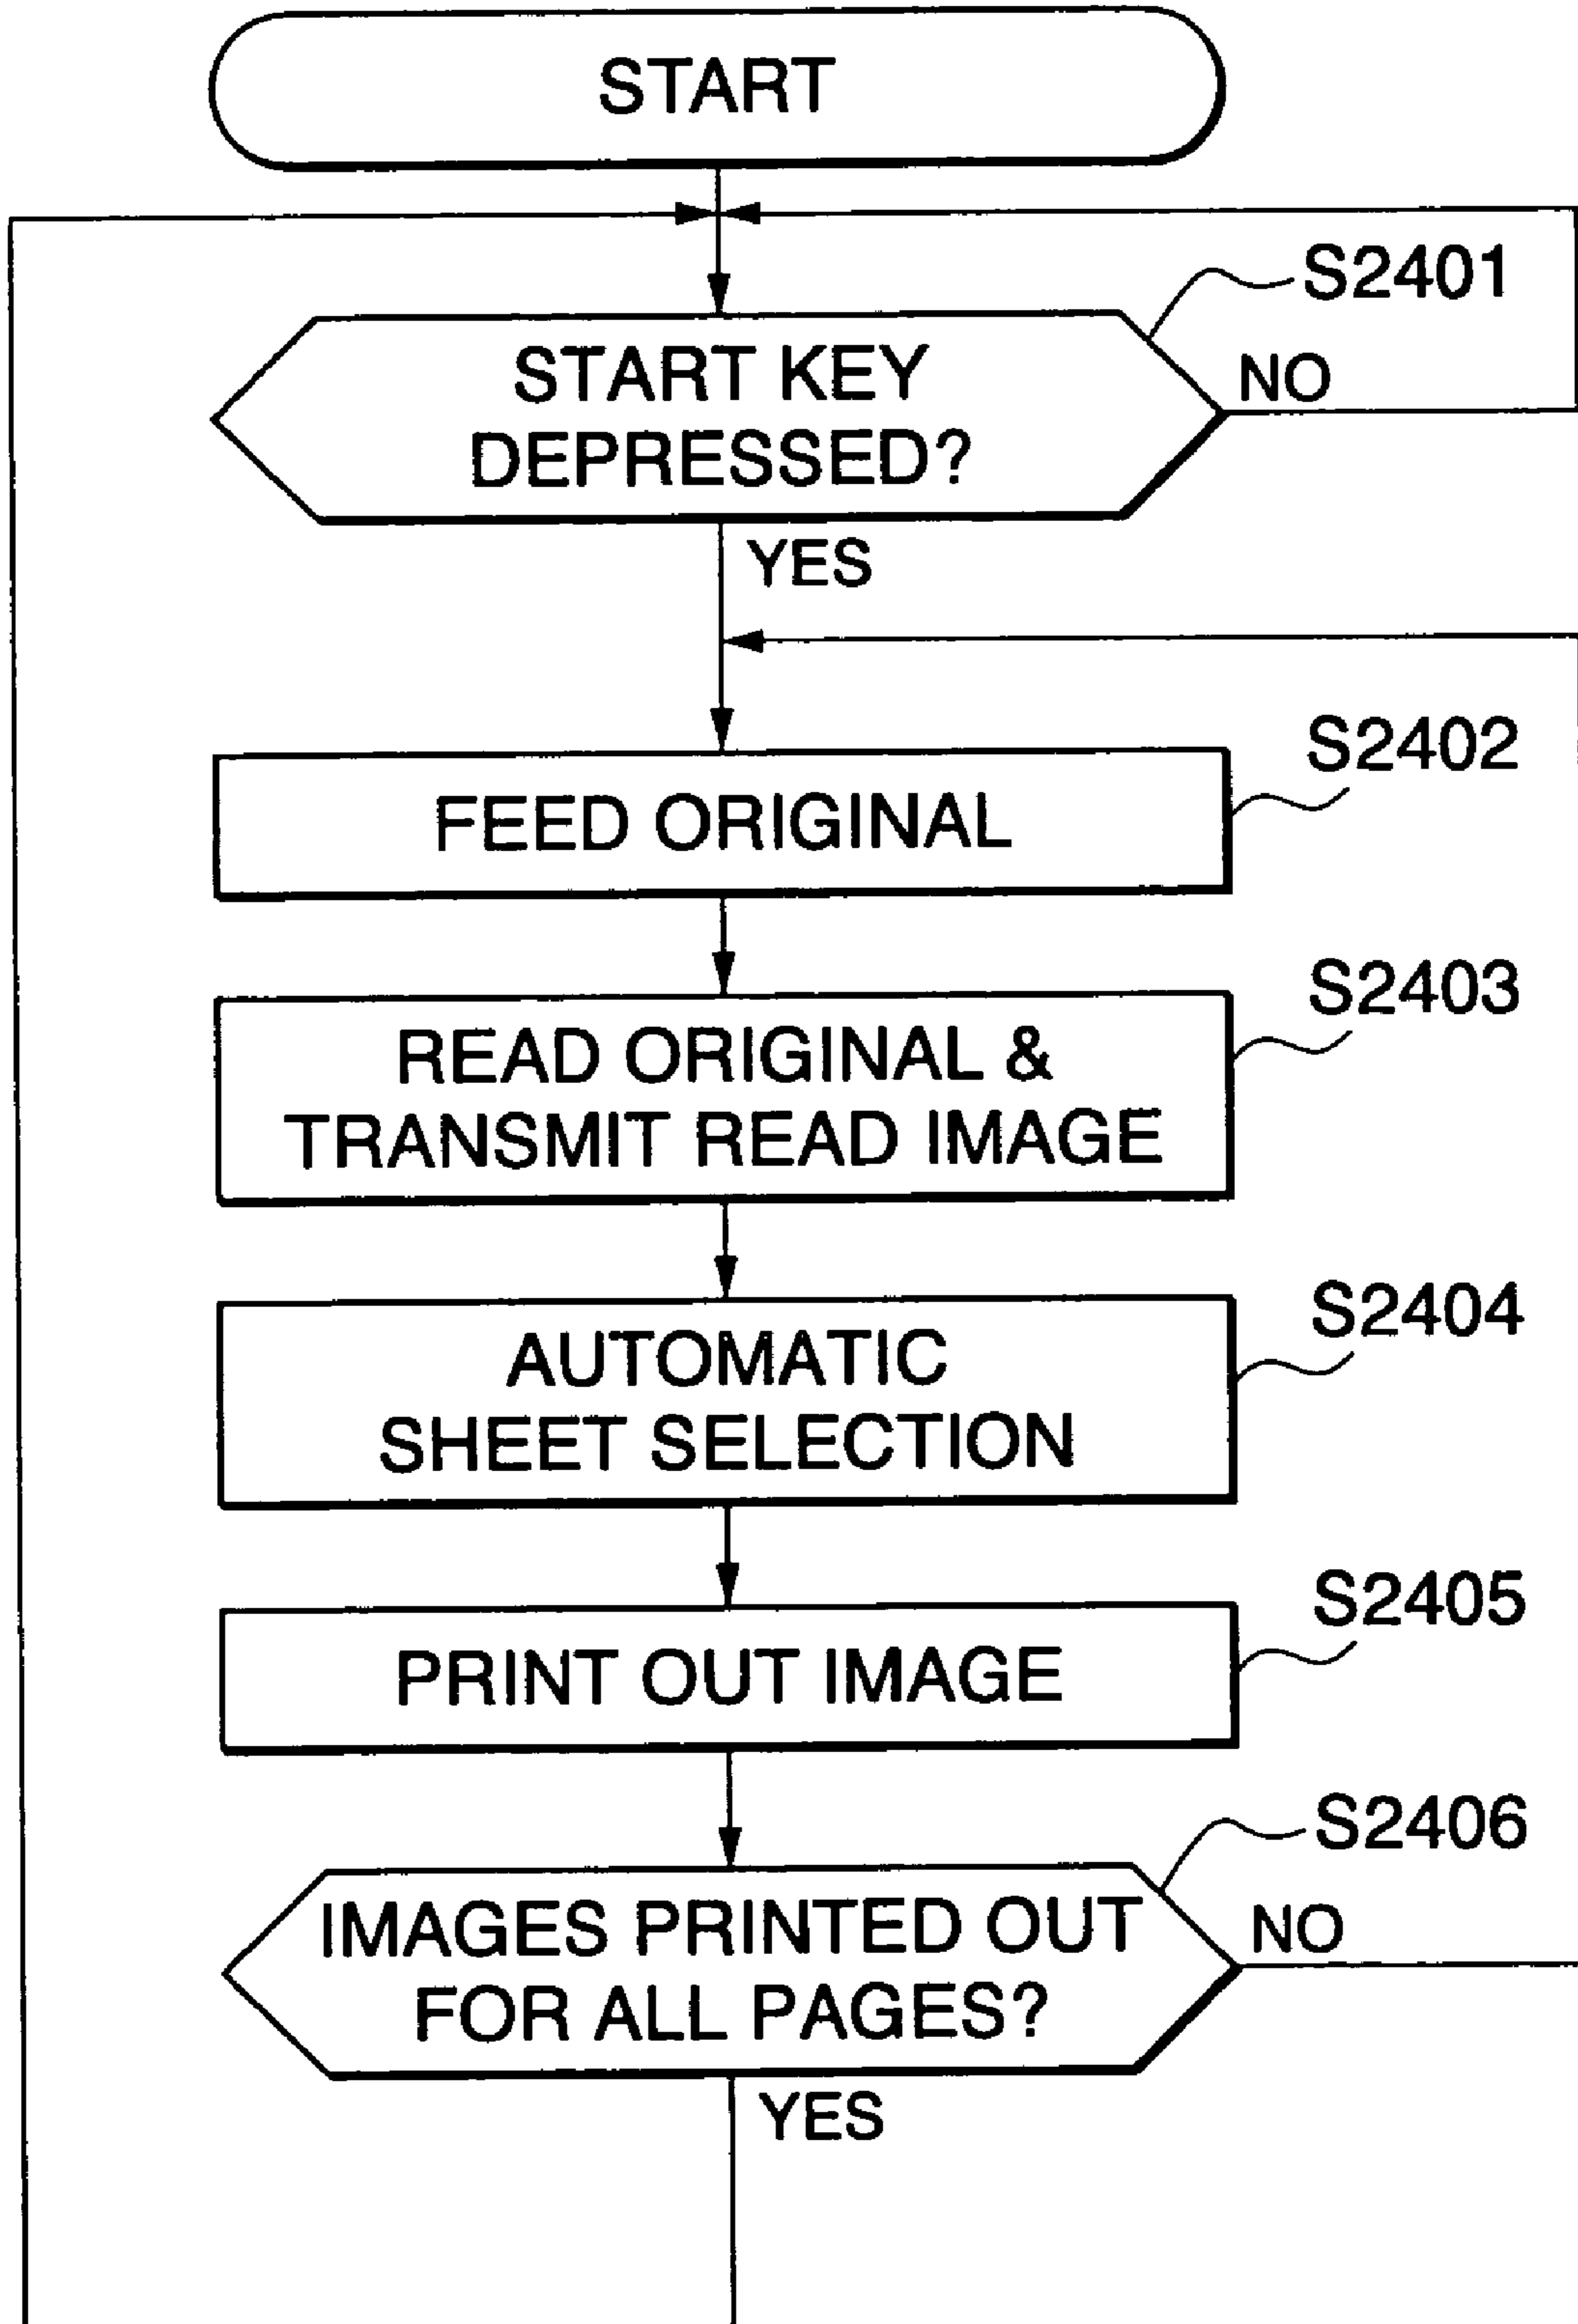 START
S2401
START KEY
DEPRESSED?
NO
YES
S2402
FEED ORIGINAL
S2403
READ ORIGINAL &
TRANSMIT READ IMAGE
S2404
AUTOMATIC
SHEET SELECTION
S2405
PRINT OUT IMAGE
S2406
IMAGES PRINTED OUT
FOR ALL PAGES?
NO
YES